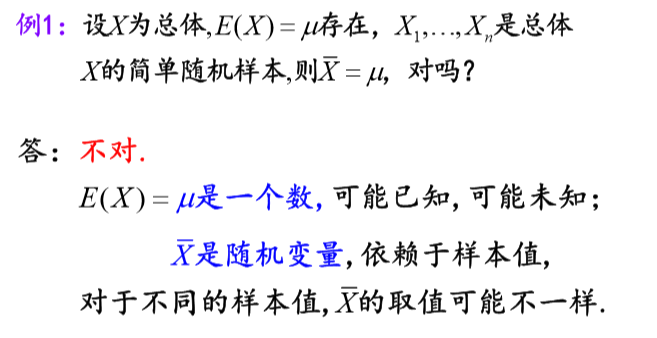 例1：设X为总体,E(X) = μ存在，X₁,…,Xₙ是总体
X的简单随机样本,则X̄ = μ，对吗？
答：不对.
E(X) = μ是一个数,可能已知,可能未知；
X̄是随机变量,依赖于样本值,
对于不同的样本值,X̄的取值可能不一样.